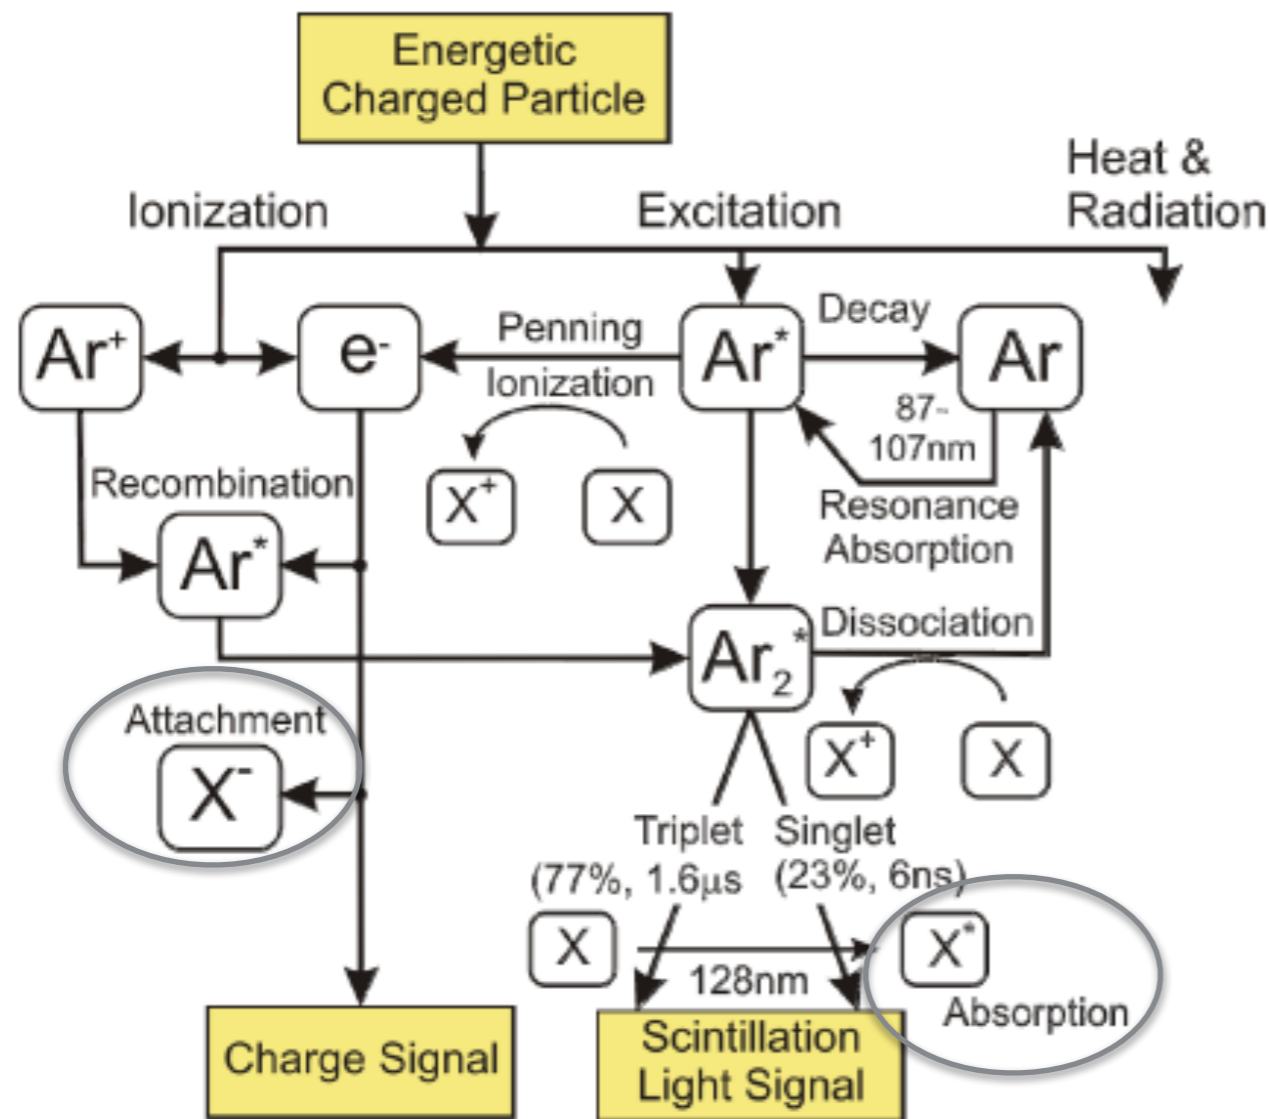 Energetic
Charged Particle
Ionization
Excitation
Heat &
Radiation
Ar⁺
e⁻
Penning
Ionization
Ar*
Decay
Ar
87-
107nm
Resonance
Absorption
X⁺
X
Recombination
Ar*
Ar₂*
Dissociation
X⁺
X
Attachment
X⁻
Triplet
(77%, 1.6µs
Singlet
(23%, 6ns)
X
128nm
X*
Absorption
Charge Signal
Scintillation
Light Signal